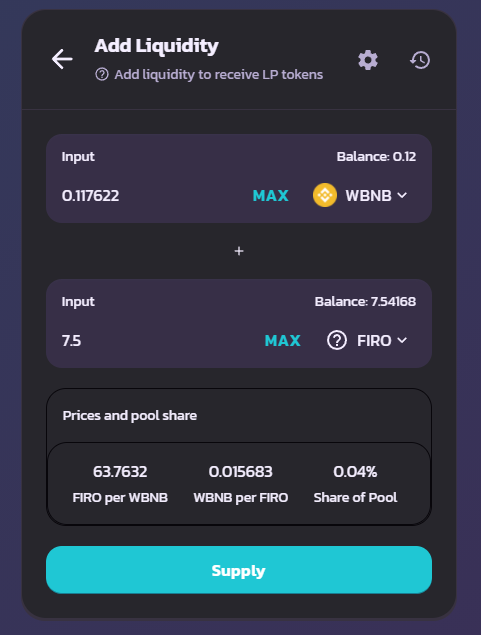 Add Liquidity
Add liquidity to receive LP tokens
Input Balance: 0.12
0.117622 MAX WBNB
+
Input Balance: 7.54168
7.5 MAX FIRO
Prices and pool share
63.7632 0.015683 0.04%
FIRO per WBNB WBNB per FIRO Share of Pool
Supply